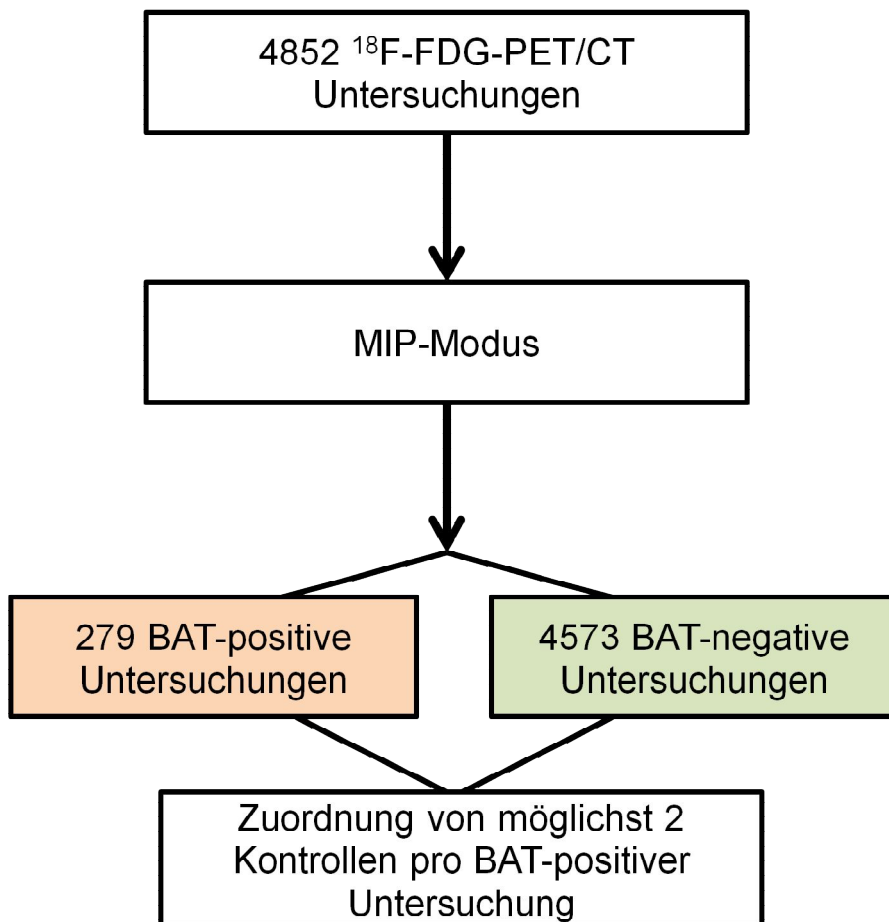 4852 ¹⁸F-FDG-PET/CT
Untersuchungen
MIP-Modus
279 BAT-positive
Untersuchungen
4573 BAT-negative
Untersuchungen
Zuordnung von möglichst 2
Kontrollen pro BAT-positiver
Untersuchung